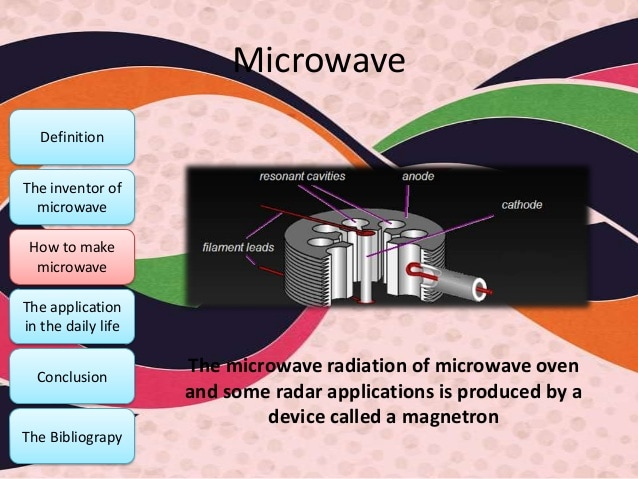 Microwave
Definition
The inventor of
microwave
How to make
microwave
The application
in the daily life
Conclusion
The Bibliograpy
resonant cavities
anode
cathode
filament leads
The microwave radiation of microwave oven
and some radar applications is produced by a
device called a magnetron